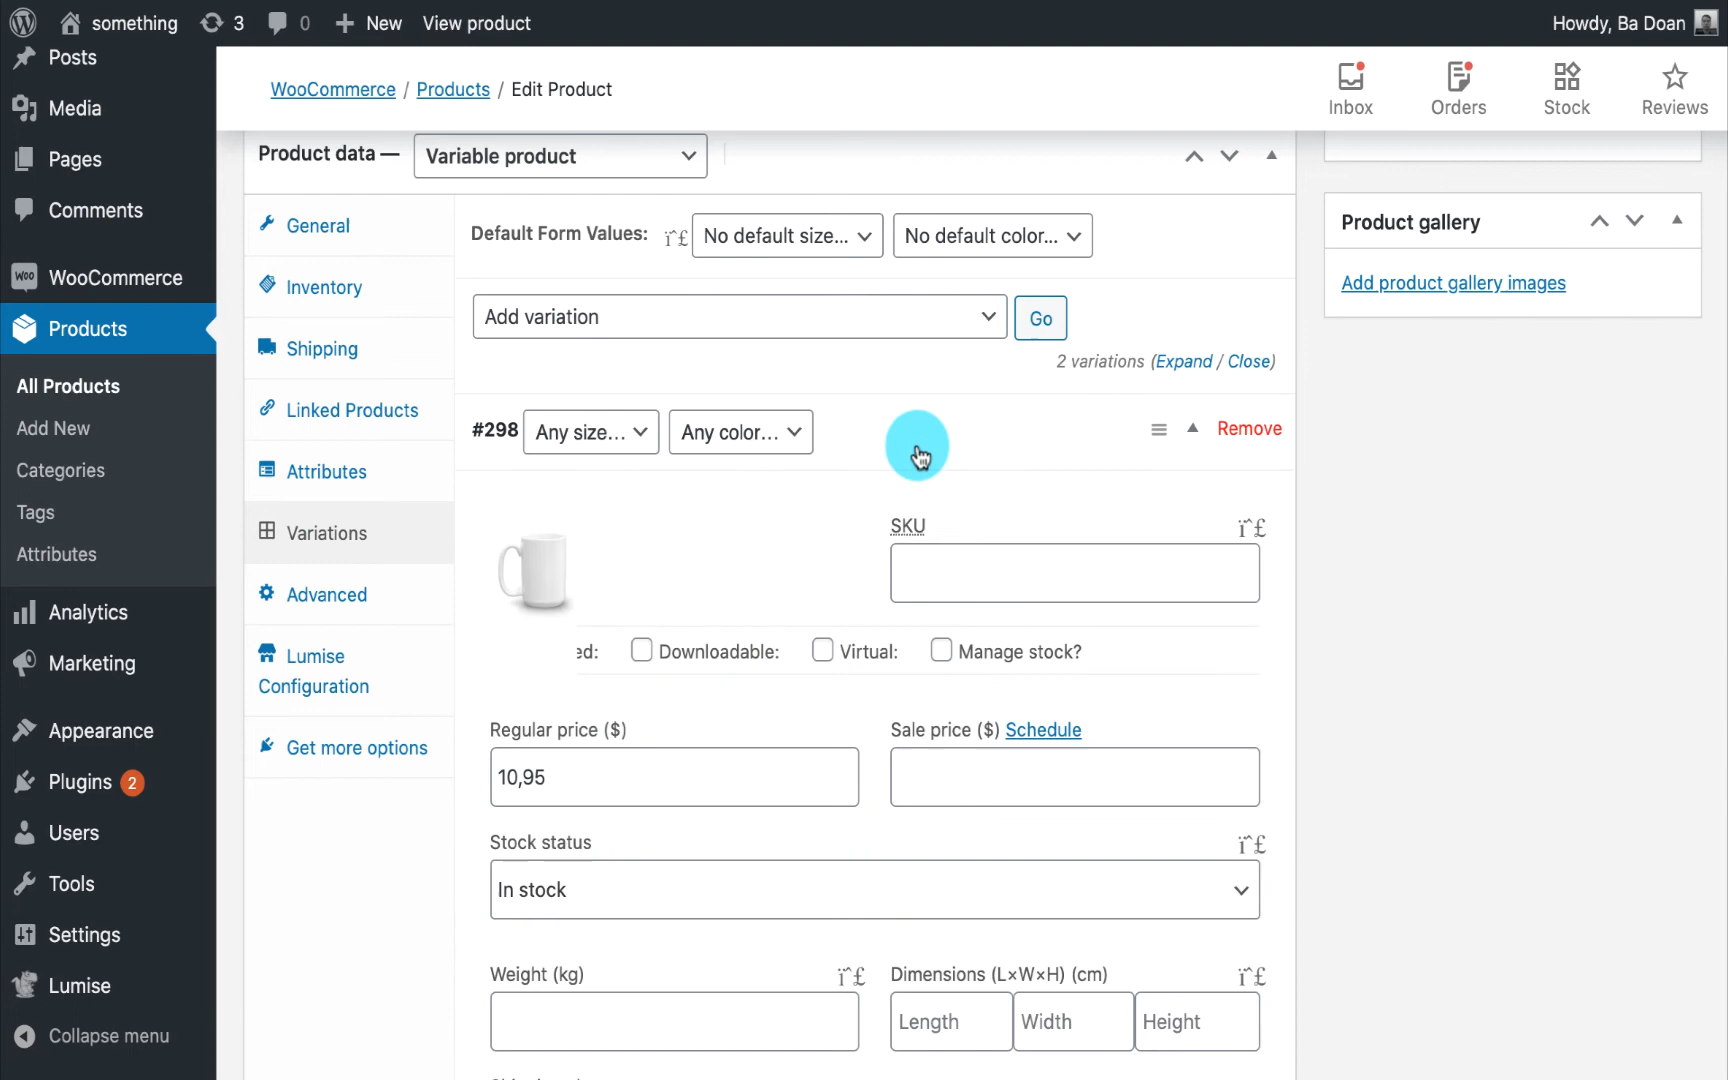 something 3 0 New View product Howdy, Ba Doan
Posts
Media
Pages
Comments
WooCommerce
Products
All Products
Add New
Categories
Tags
Attributes
Analytics
Marketing
Appearance
Plugins 2
Users
Tools
Settings
Lumise
Collapse menu
WooCommerce / Products / Edit Product
Inbox
Orders
Stock
Reviews
Product data — Variable product
General
Inventory
Shipping
Linked Products
Attributes
Variations
Advanced
Lumise
Configuration
Get more options
Default Form Values: ï^£ No default size... No default color...
Add variation Go
2 variations (Expand / Close)
#298 Any size... Any color... Remove
SKU ï^£
ed: Downloadable: Virtual: Manage stock?
Regular price ($) Sale price ($) Schedule
10,95
Stock status ï^£
In stock
Weight (kg) ï^£ Dimensions (L×W×H) (cm) ï^£
Length Width Height
Product gallery
Add product gallery images